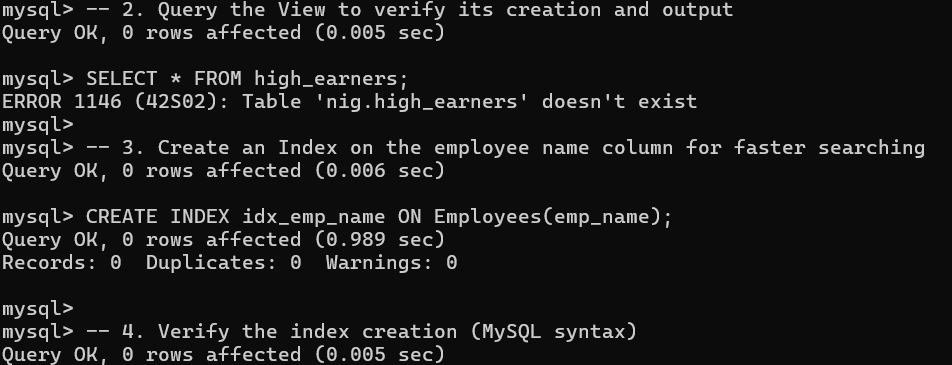 mysql> -- 2. Query the View to verify its creation and output
Query OK, 0 rows affected (0.005 sec)
mysql> SELECT * FROM high_earners;
ERROR 1146 (42S02): Table 'nig.high_earners' doesn't exist
mysql>
mysql> -- 3. Create an Index on the employee name column for faster searching
Query OK, 0 rows affected (0.006 sec)
mysql> CREATE INDEX idx_emp_name ON Employees(emp_name);
Query OK, 0 rows affected (0.989 sec)
Records: 0  Duplicates: 0  Warnings: 0
mysql>
mysql> -- 4. Verify the index creation (MySQL syntax)
Query OK, 0 rows affected (0.005 sec)